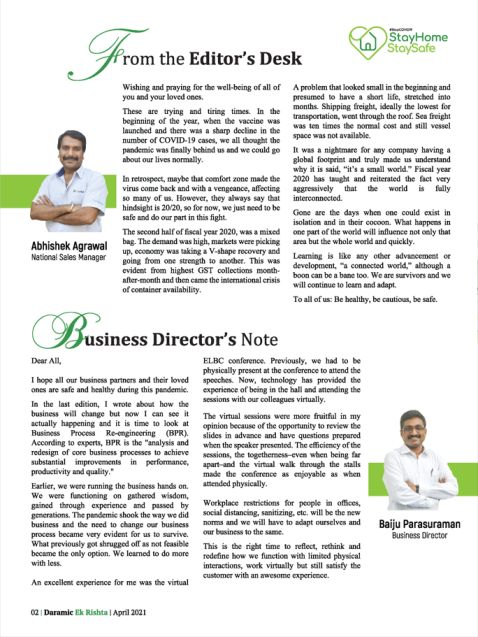 From the Editor's Desk
#StayCOVID19
StayHome
StaySafe
Wishing and praying for the well-being of all of
you and your loved ones.
These are trying and tiring times. In the
beginning of the year, when the vaccine was
launched and there was a sharp decline in the
number of COVID-19 cases, we all thought the
pandemic was finally behind us and we could go
about our lives normally.
In retrospect, maybe that comfort zone made the
virus come back and with a vengeance, affecting
so many of us. However, they always say that
hindsight is 20/20, so for now, we just need to be
safe and do our part in this fight.
The second half of fiscal year 2020, was a mixed
bag. The demand was high, markets were picking
up, economy was taking a V-shape recovery and
going from one strength to another. This was
evident from highest GST collections month-
after-month and then came the international crisis
of container availability.
A problem that looked small in the beginning and
presumed to have a short life, stretched into
months. Shipping freight, ideally the lowest for
transportation, went through the roof. Sea freight
was ten times the normal cost and still vessel
space was not available.
It was a nightmare for any company having a
global footprint and truly made us understand
why it is said, "it's a small world." Fiscal year
2020 has taught and reiterated the fact very
aggressively that the world is fully
interconnected.
Gone are the days when one could exist in
isolation and in their cocoon. What happens in
one part of the world will influence not only that
area but the whole world and quickly.
Learning is like any other advancement or
development, "a connected world," although a
boon can be a bane too. We are survivors and we
will continue to learn and adapt.
To all of us: Be healthy, be cautious, be safe.
Abhishek Agrawal
National Sales Manager
Business Director's Note
Dear All,
I hope all our business partners and their loved
ones are safe and healthy during this pandemic.
In the last edition, I wrote about how the
business will change but now I can see it
actually happening and it is time to look at
Business Process Re-engineering (BPR).
According to experts, BPR is the "analysis and
redesign of core business processes to achieve
substantial improvements in performance,
productivity and quality."
Earlier, we were running the business hands on.
We were functioning on gathered wisdom,
gained through experience and passed by
generations. The pandemic shook the way we did
business and the need to change our business
process became very evident for us to survive.
What previously got shrugged off as not feasible
became the only option. We learned to do more
with less.
An excellent experience for me was the virtual
ELBC conference. Previously, we had to be
physically present at the conference to attend the
speeches. Now, technology has provided the
experience of being in the hall and attending the
sessions with our colleagues virtually.
The virtual sessions were more fruitful in my
opinion because of the opportunity to review the
slides in advance and have questions prepared
when the speaker presented. The efficiency of the
sessions, the togetherness–even when being far
apart–and the virtual walk through the stalls
made the conference as enjoyable as when
attended physically.
Workplace restrictions for people in offices,
social distancing, sanitizing, etc. will be the new
norms and we will have to adapt ourselves and
our business to the same.
This is the right time to reflect, rethink and
redefine how we function with limited physical
interactions, work virtually but still satisfy the
customer with an awesome experience.
Baiju Parasuraman
Business Director
02 | Daramic Ek Rishta | April 2021